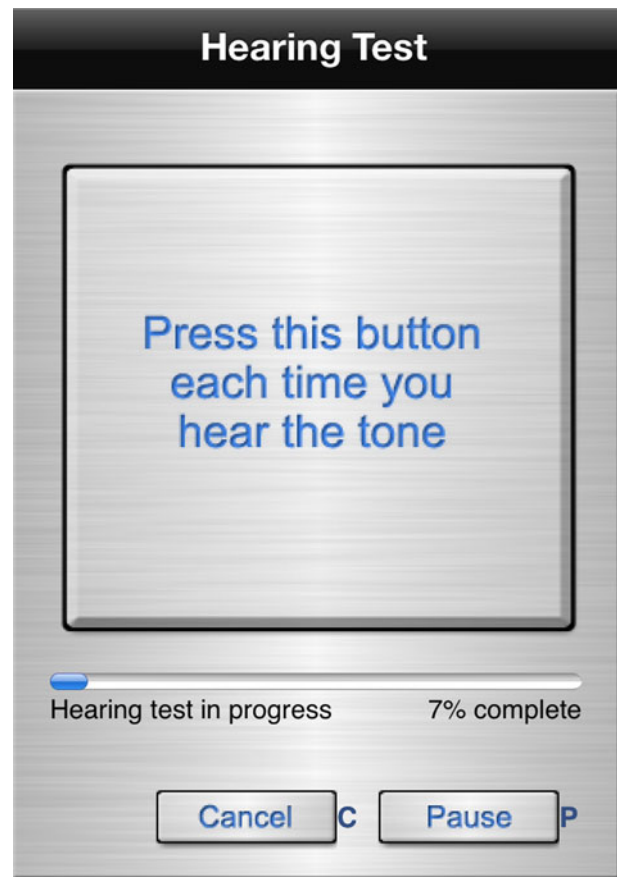 Hearing Test
Press this button
each time you
hear the tone
Hearing test in progress 7% complete
Cancel C Pause P